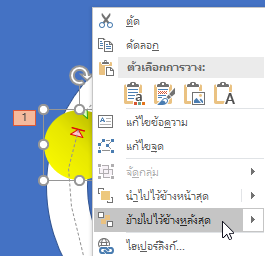 ตัด
คัดลอก
ตัวเลือกการวาง:
a
A
แก้ไขข้อความ
แก้ไขจุด
จัดกลุ่ม
นำไปไว้ข้างหน้าสุด
1
K
ย้ายไปไว้ข้างหลังสุด
ไฮเปอร์ลิงก์...